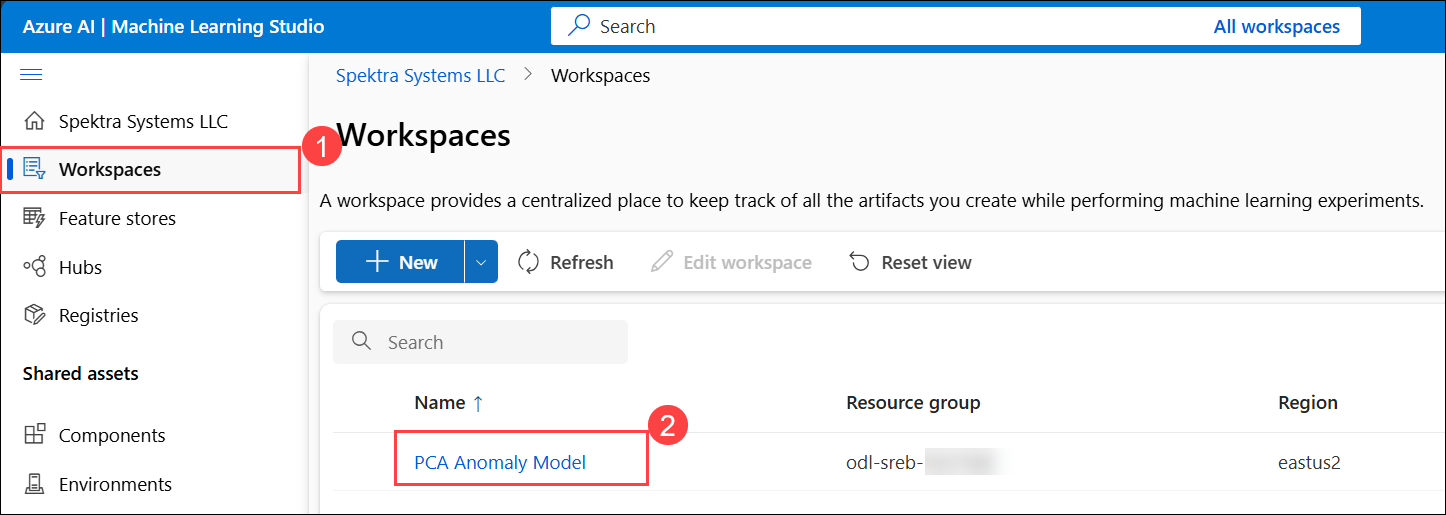 Azure AI | Machine Learning Studio
Search
All workspaces
Spektra Systems LLC > Workspaces
Spektra Systems LLC
1
Workspaces
Workspaces
Feature stores
Hubs
Registries
Shared assets
Components
Environments
A workspace provides a centralized place to keep track of all the artifacts you create while performing machine learning experiments.
New
Refresh
Edit workspace
Reset view
Search
Name ↑
Resource group
Region
2
PCA Anomaly Model
odl-sreb-
eastus2